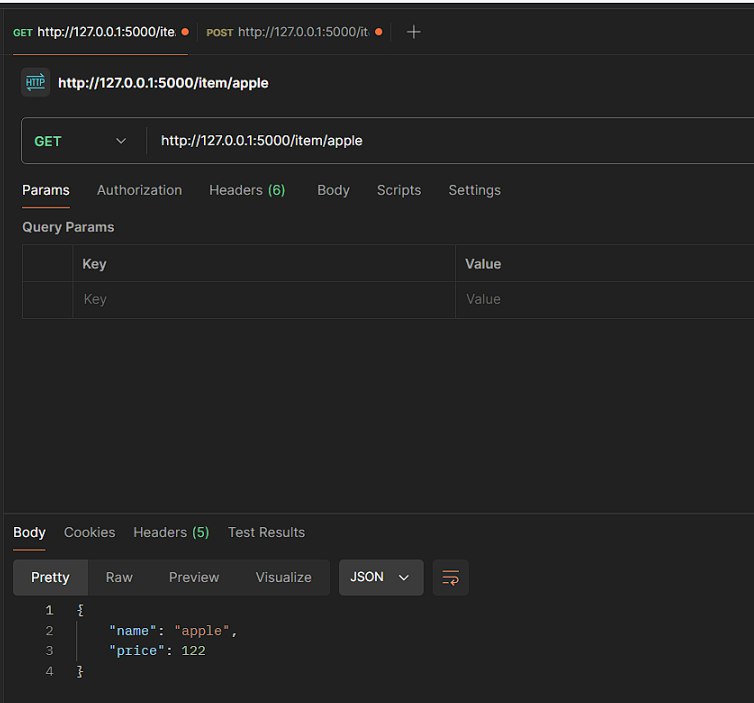 GET http://127.0.0.1:5000/ite POST http://127.0.0.1:5000/it
HTTP http://127.0.0.1:5000/item/apple
GET http://127.0.0.1:5000/item/apple
Params Authorization Headers (6) Body Scripts Settings
Query Params
Key Value
Key Value
Body Cookies Headers (5) Test Results
Pretty Raw Preview Visualize JSON
1 {
2 "name": "apple",
3 "price": 122
4 }